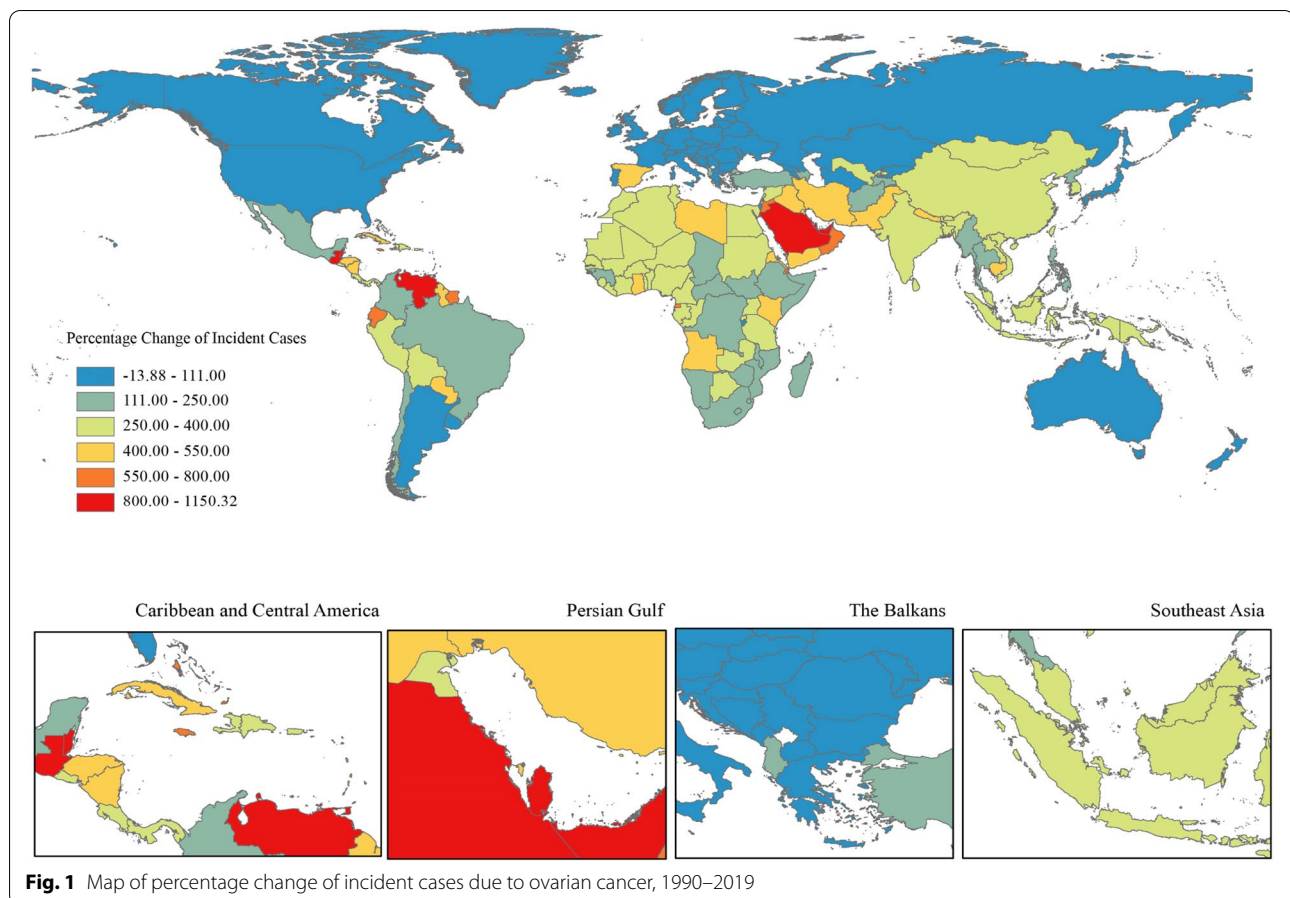 Percentage Change of Incident Cases
-13.88 - 111.00
111.00 - 250.00
250.00 - 400.00
400.00 - 550.00
550.00 - 800.00
800.00 - 1150.32
Caribbean and Central America
Persian Gulf
The Balkans
Southeast Asia
Fig. 1 Map of percentage change of incident cases due to ovarian cancer, 1990–2019